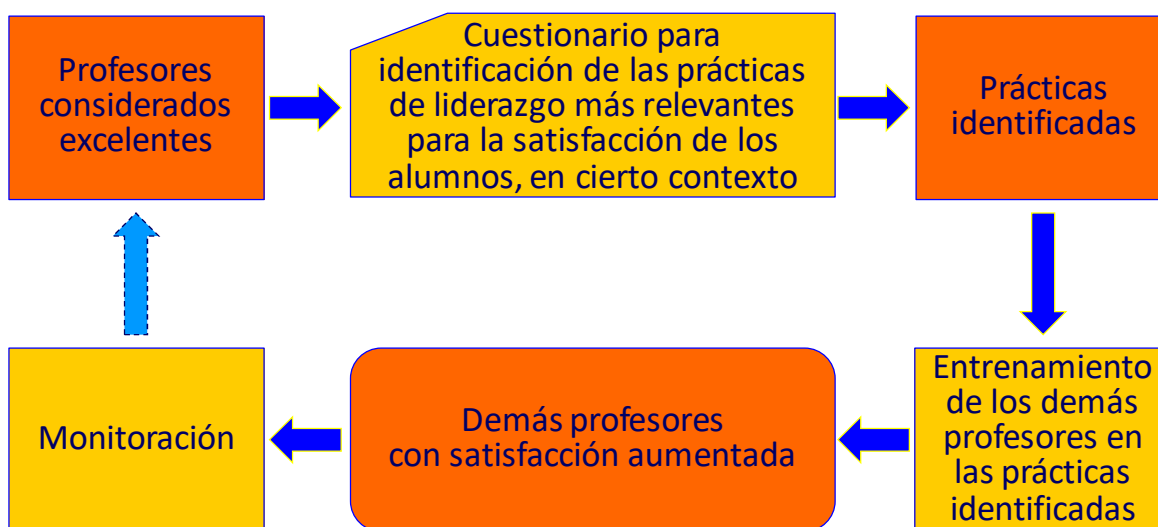 Profesores
considerados
excelentes
Cuestionario para
identificación de las prácticas
de liderazgo más relevantes
para la satisfacción de los
alumnos, en cierto contexto
Prácticas
identificadas
Entrenamiento
de los demás
profesores en
las prácticas
identificadas
Demás profesores
con satisfacción aumentada
Monitoración